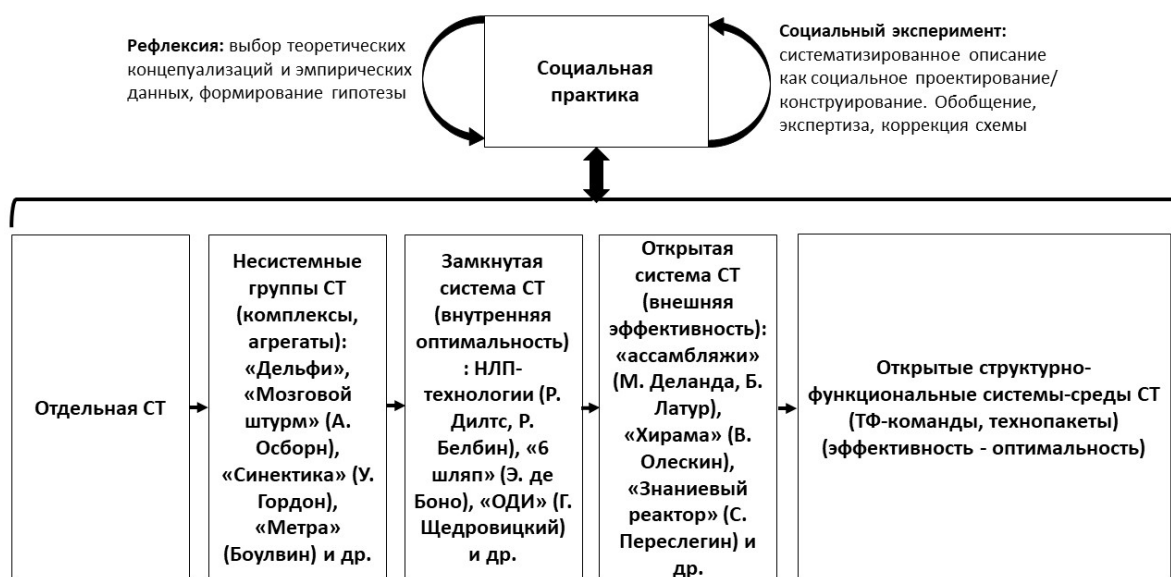 Рефлексия: выбор теоретических
концепуализаций и эмпирических
данных, формирование гипотезы
Социальная
практика
Социальный эксперимент:
систематизированное описание
как социальное проектирование/
конструирование. Обобщение,
экспертиза, коррекция схемы
Отдельная СТ
Несистемные
группы СТ
(комплексы,
агрегаты):
«Дельфи»,
«Мозговой
штурм» (А.
Осборн),
«Синектика» (У.
Гордон),
«Метра»
(Боулвин) и др.
Замкнутая
система СТ
(внутренняя
оптимальность)
: НЛП-
технологии (Р.
Дилтс, Р.
Белбин), «6
шляп» (Э. де
Боно), «ОДИ» (Г.
Щедровицкий)
и др.
Открытая
система СТ
(внешняя
эффективность):
«ассамбляжи»
(М. Деланда, Б.
Латур),
«Хирама» (В.
Олескин),
«Знаниевый
реактор» (С.
Переслегин) и
др.
Открытые структурно-
функциональные системы-среды СТ
(ТФ-команды, технопакеты)
(эффективность - оптимальность)